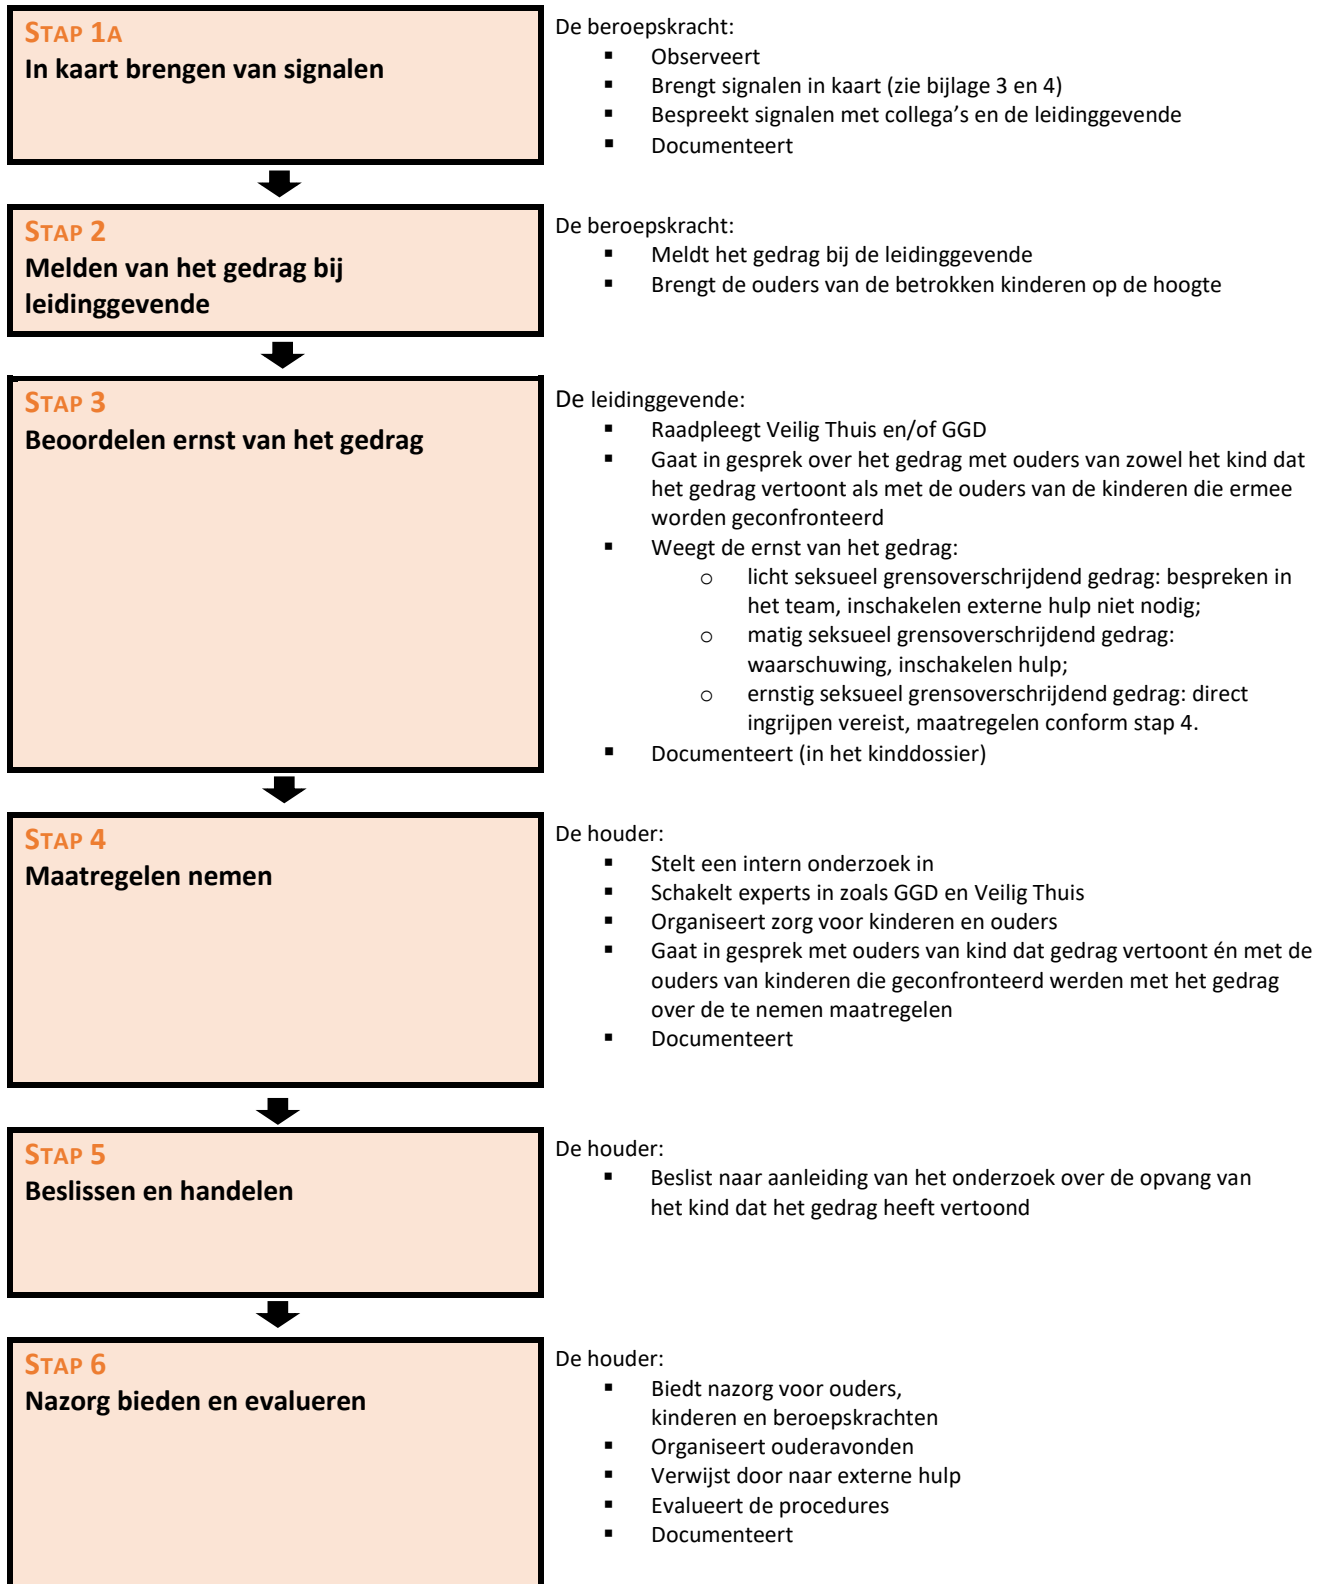 STAP 1A
In kaart brengen van signalen
De beroepskracht:
▪ Observeert
▪ Brengt signalen in kaart (zie bijlage 3 en 4)
▪ Bespreekt signalen met collega’s en de leidinggevende
▪ Documenteert
STAP 2
Melden van het gedrag bij
leidinggevende
De beroepskracht:
▪ Meldt het gedrag bij de leidinggevende
▪ Brengt de ouders van de betrokken kinderen op de hoogte
STAP 3
Beoordelen ernst van het gedrag
De leidinggevende:
▪ Raadpleegt Veilig Thuis en/of GGD
▪ Gaat in gesprek over het gedrag met ouders van zowel het kind dat
het gedrag vertoont als met de ouders van de kinderen die ermee
worden geconfronteerd
▪ Weegt de ernst van het gedrag:
o licht seksueel grensoverschrijdend gedrag: bespreken in
het team, inschakelen externe hulp niet nodig;
o matig seksueel grensoverschrijdend gedrag:
waarschuwing, inschakelen hulp;
o ernstig seksueel grensoverschrijdend gedrag: direct
ingrijpen vereist, maatregelen conform stap 4.
▪ Documenteert (in het kinddossier)
STAP 4
Maatregelen nemen
De houder:
▪ Stelt een intern onderzoek in
▪ Schakelt experts in zoals GGD en Veilig Thuis
▪ Organiseert zorg voor kinderen en ouders
▪ Gaat in gesprek met ouders van kind dat gedrag vertoont én met de
ouders van kinderen die geconfronteerd werden met het gedrag
over de te nemen maatregelen
▪ Documenteert
STAP 5
Beslissen en handelen
De houder:
▪ Beslist naar aanleiding van het onderzoek over de opvang van
het kind dat het gedrag heeft vertoond
STAP 6
Nazorg bieden en evalueren
De houder:
▪ Biedt nazorg voor ouders,
kinderen en beroepskrachten
▪ Organiseert ouderavonden
▪ Verwijst door naar externe hulp
▪ Evalueert de procedures
▪ Documenteert